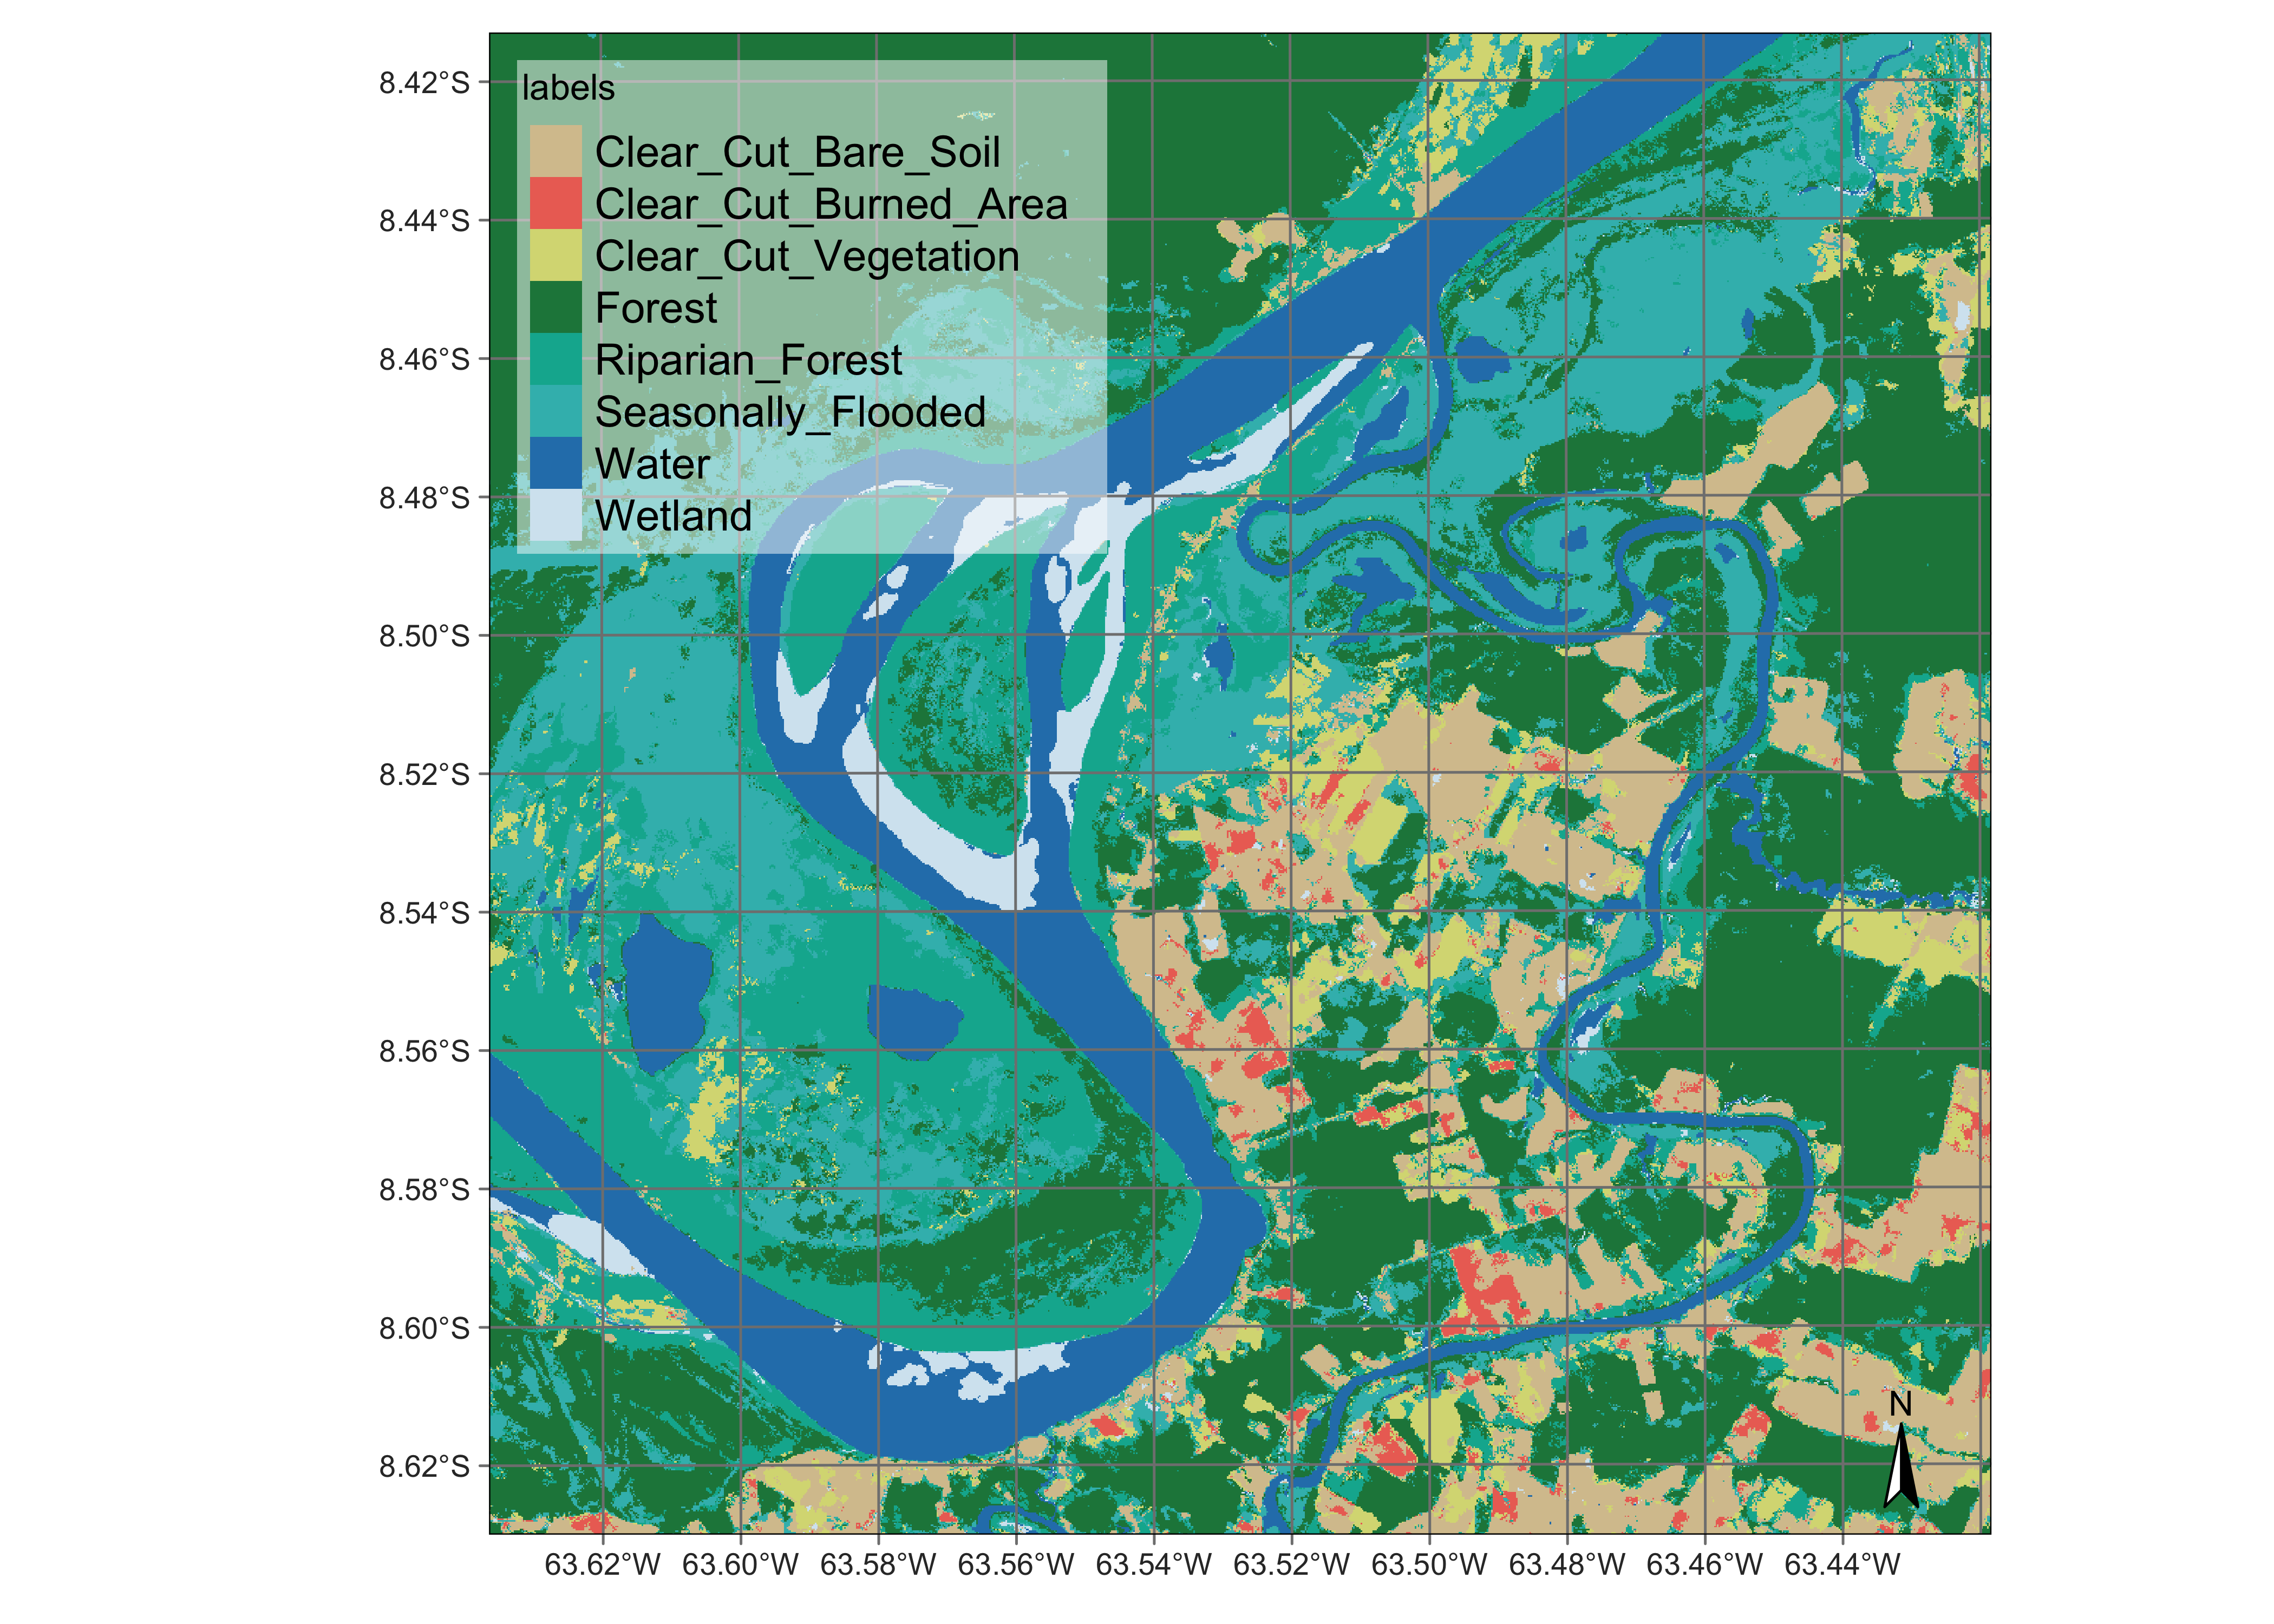 labels
Clear_Cut_Bare_Soil
Clear_Cut_Burned_Area
Clear_Cut_Vegetation
Forest
Riparian_Forest
Seasonally_Flooded
Water
Wetland
8.42°S
8.44°S
8.46°S
8.48°S
8.50°S
8.52°S
8.54°S
8.56°S
8.58°S
8.60°S
8.62°S
N
63.62°W 63.60°W 63.58°W 63.56°W 63.54°W 63.52°W 63.50°W 63.48°W 63.46°W 63.44°W